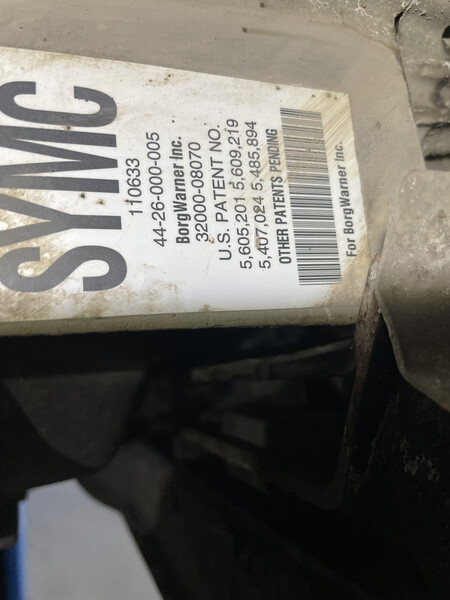 SYMC
110633
44-26-000-005
BorgWarner Inc.
32000-08070
U.S. PATENT NO.
5,605,201 5,609,219
5,407,024 5,485,894
OTHER PATENTS PENDING
For BorgWarner Inc.